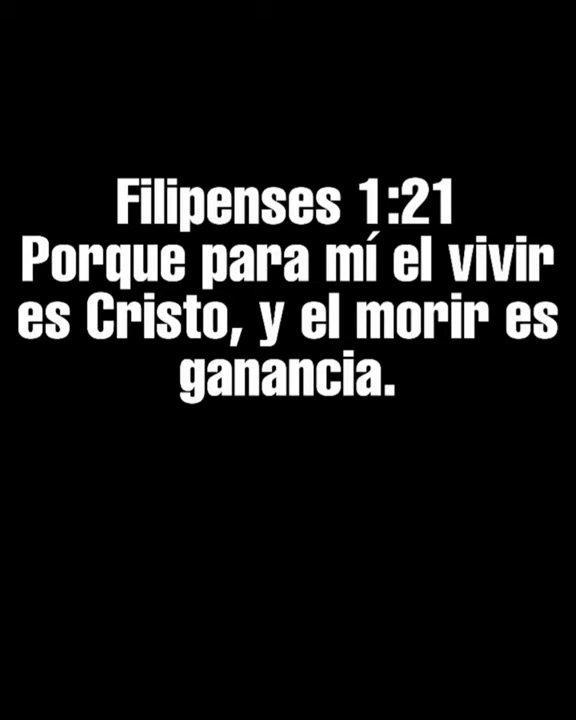 Filipenses 1:21
Porque para mí el vivir
es Cristo, y el morir es
ganancia.